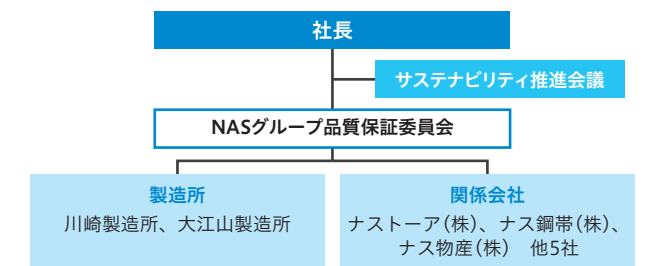 社長
サステナビリティ推進会議
NASグループ品質保証委員会
製造所
川崎製造所、大江山製造所
関係会社
ナストーア(株)、ナス鋼帯(株)、
ナス物産(株)　他5社